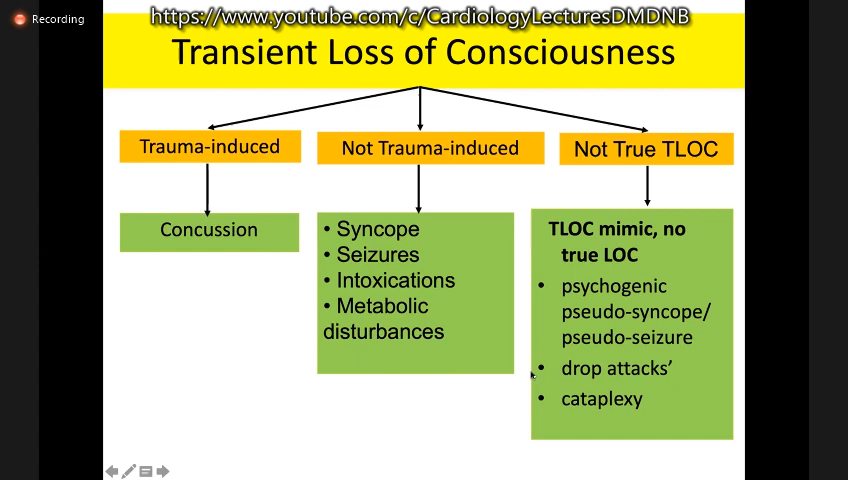 Recording
https://www.youtube.com/c/CardiologyLecturesDMDNB
Transient Loss of Consciousness
Trauma-induced
Not Trauma-induced
Not True TLOC
Concussion
• Syncope
• Seizures
• Intoxications
• Metabolic
disturbances
TLOC mimic, no
true LOC
• psychogenic
pseudo-syncope/
pseudo-seizure
• drop attacks’
• cataplexy